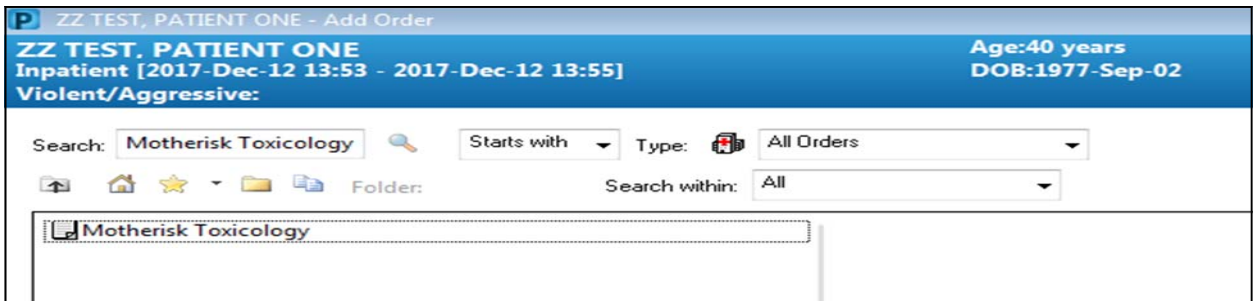 P ZZ TEST, PATIENT ONE - Add Order
ZZ TEST, PATIENT ONE Age:40 years
Inpatient [2017-Dec-12 13:53 - 2017-Dec-12 13:55] DOB:1977-Sep-02
Violent/Aggressive:
Search: Motherisk Toxicology Starts with Type: All Orders
Folder: Search within: All
Motherisk Toxicology